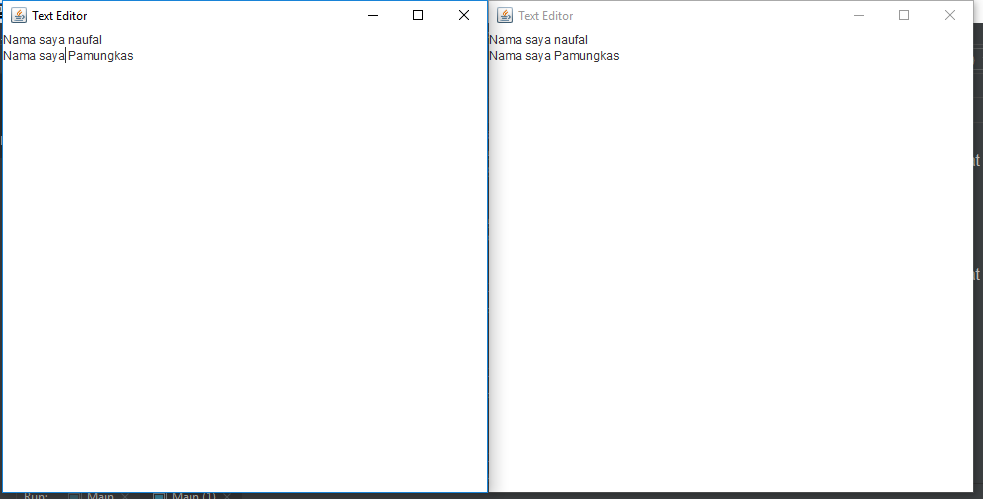 Text Editor
Nama saya naufal
Nama saya Pamungkas
Text Editor
Nama saya naufal
Nama saya Pamungkas
Run: Main Main (1)